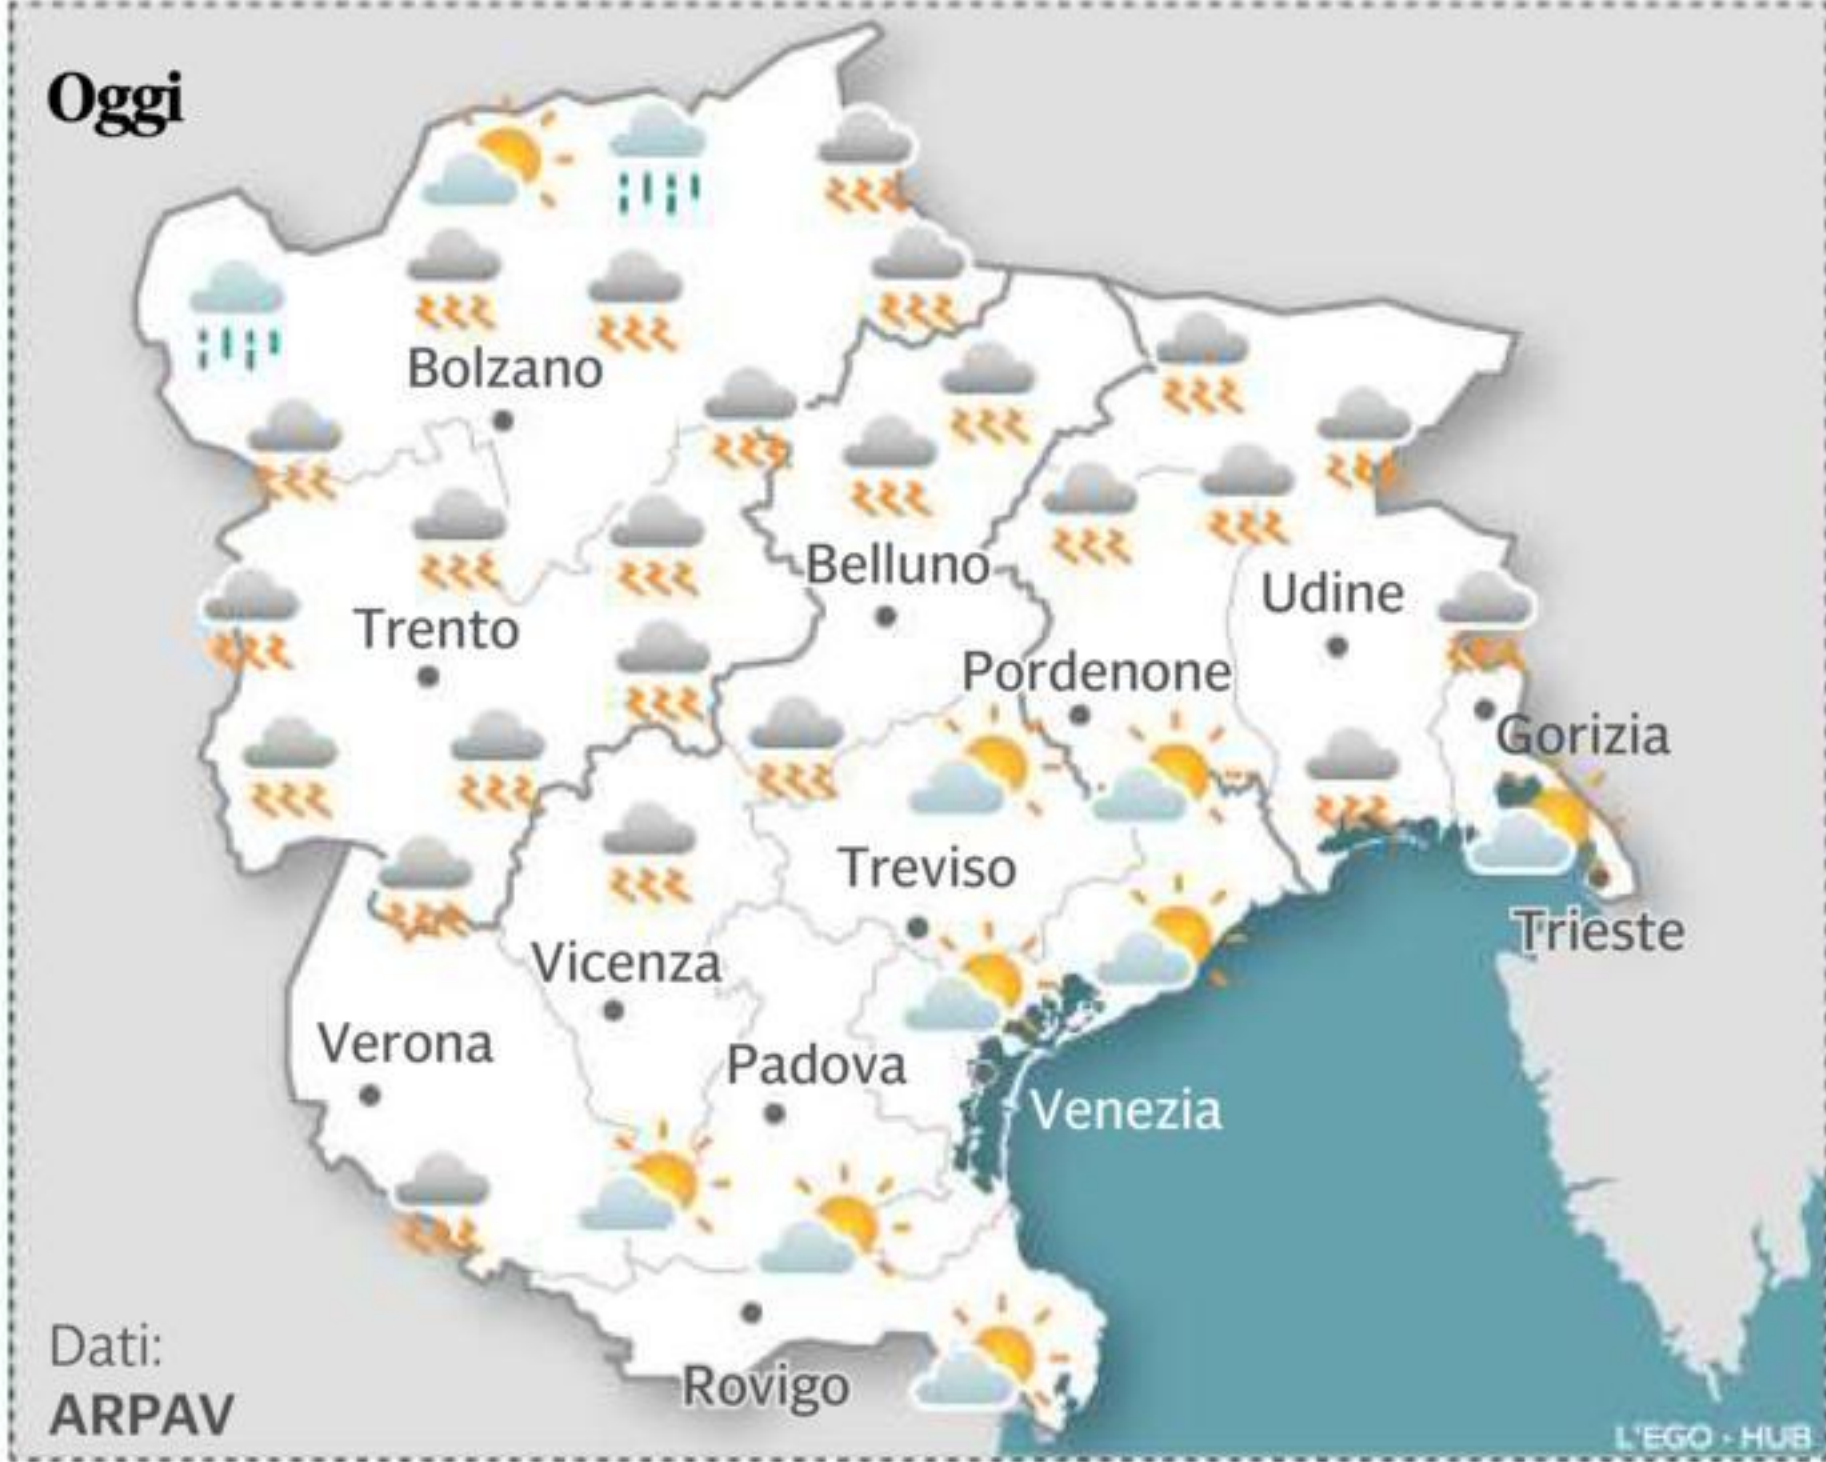 Oggi
Bolzano
Belluno
Udine
Trento
Pordenone
Gorizia
Treviso
Trieste
Vicenza
Verona
Padova
Venezia
Rovigo
Dati:
ARPAV
L'EGO - HUB